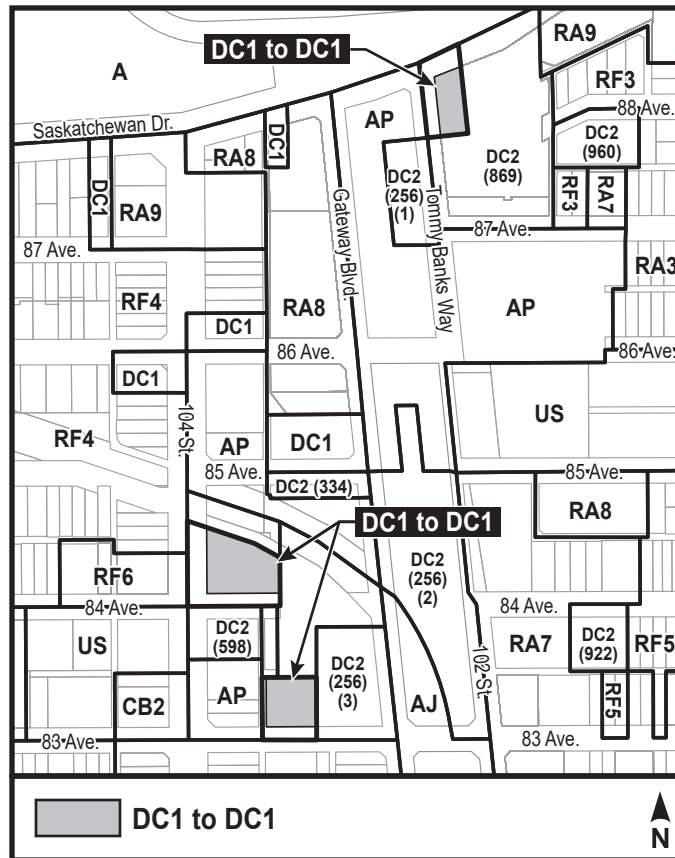 RA9
DC1 to DC1
A
RF3
AP
88 Ave.
Saskatchewan Dr.
DC1
DC2
(960)
RA8
DC1
DC2
(256)
(1)
DC2
(869)
RA9
RF3
RA7
Gateway Blvd.
Tommy Banks Way
87 Ave.
87 Ave.
RA3
RF4
RA8
AP
DC1
86 Ave.
86 Ave.
DC1
104 St.
US
RF4
AP
DC1
85 Ave.
85 Ave.
DC2 (334)
RA8
DC1 to DC1
DC2
(256)
(2)
RF6
84 Ave.
84 Ave.
US
DC2
(598)
RA7
DC2
(922)
RF5
DC2
(256)
(3)
102 St.
CB2
AP
AJ
RF5
83 Ave.
83 Ave.
DC1 to DC1
N